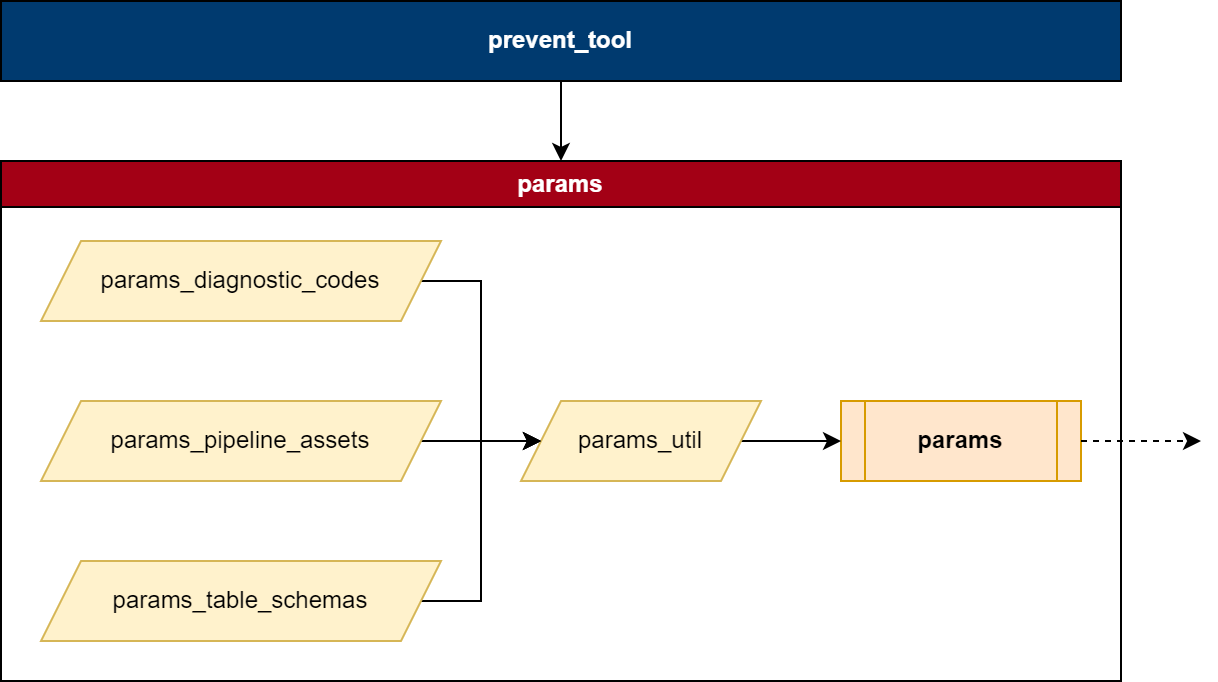 prevent_tool
params
params_diagnostic_codes
params_pipeline_assets
params_util
params
params_table_schemas